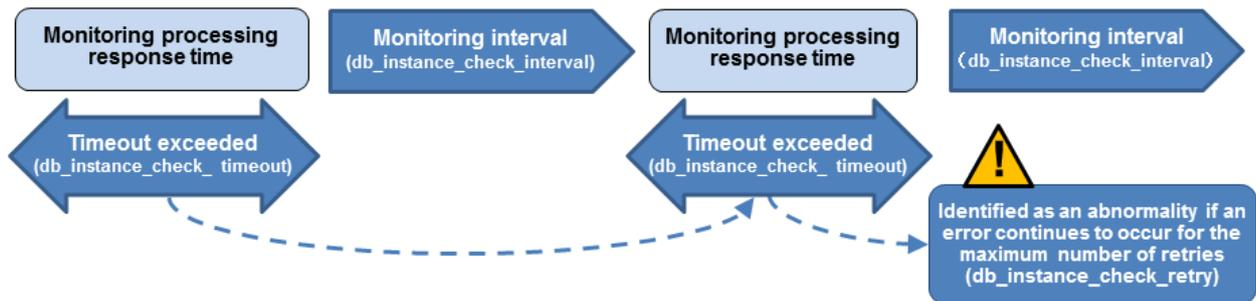 Monitoring processing
response time
Monitoring interval
(db_instance_check_interval)
Monitoring processing
response time
Monitoring interval
（db_instance_check_interval）
Timeout exceeded
(db_instance_check_ timeout)
Timeout exceeded
(db_instance_check_ timeout)
!
Identified as an abnormality if an
error continues to occur for the
maximum number of retries
(db_instance_check_retry)